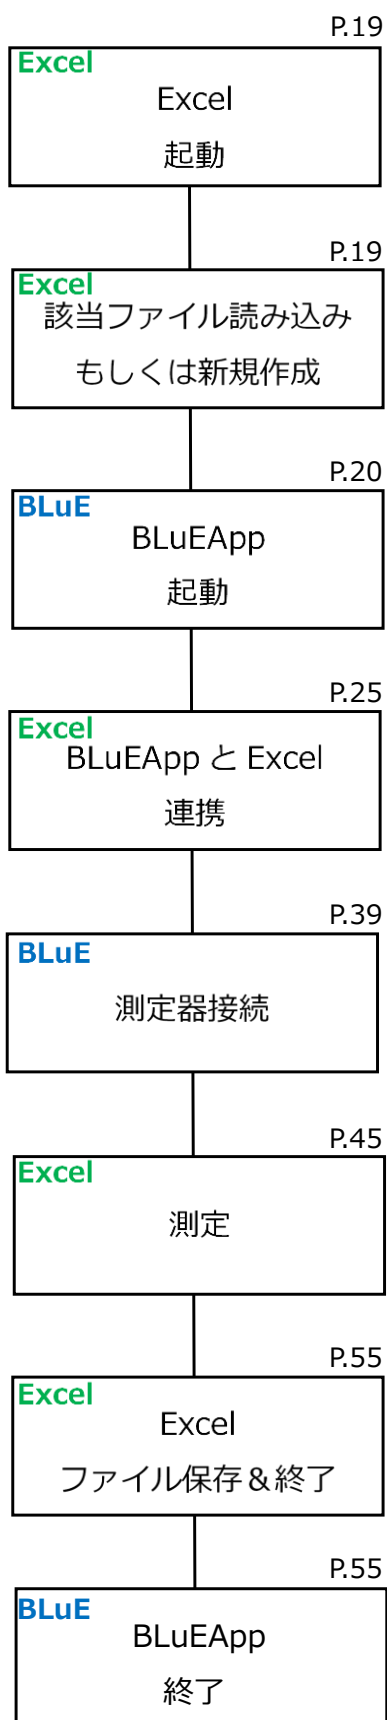 P.19
Excel
Excel
起動
P.19
Excel
該当ファイル読み込み
もしくは新規作成
P.20
BLuE
BLuEApp
起動
P.25
Excel
BLuEApp と Excel
連携
P.39
BLuE
測定器接続
P.45
Excel
測定
P.55
Excel
Excel
ファイル保存＆終了
P.55
BLuE
BLuEApp
終了